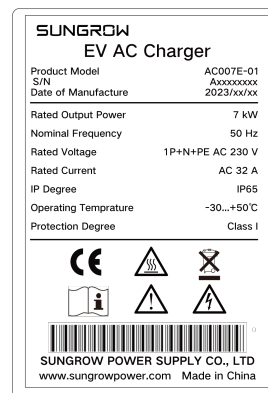 SUNGROW
EV AC Charger
Product Model AC007E-01
S/N Axxxxxxxx
Date of Manufacture 2023/xx/xx
Rated Output Power 7 kW
Nominal Frequency 50 Hz
Rated Voltage 1P+N+PE AC 230 V
Rated Current AC 32 A
IP Degree IP65
Operating Temprature -30...+50℃
Protection Degree Class I
CE
i
SUNGROW POWER SUPPLY CO., LTD
www.sungrowpower.com Made in China